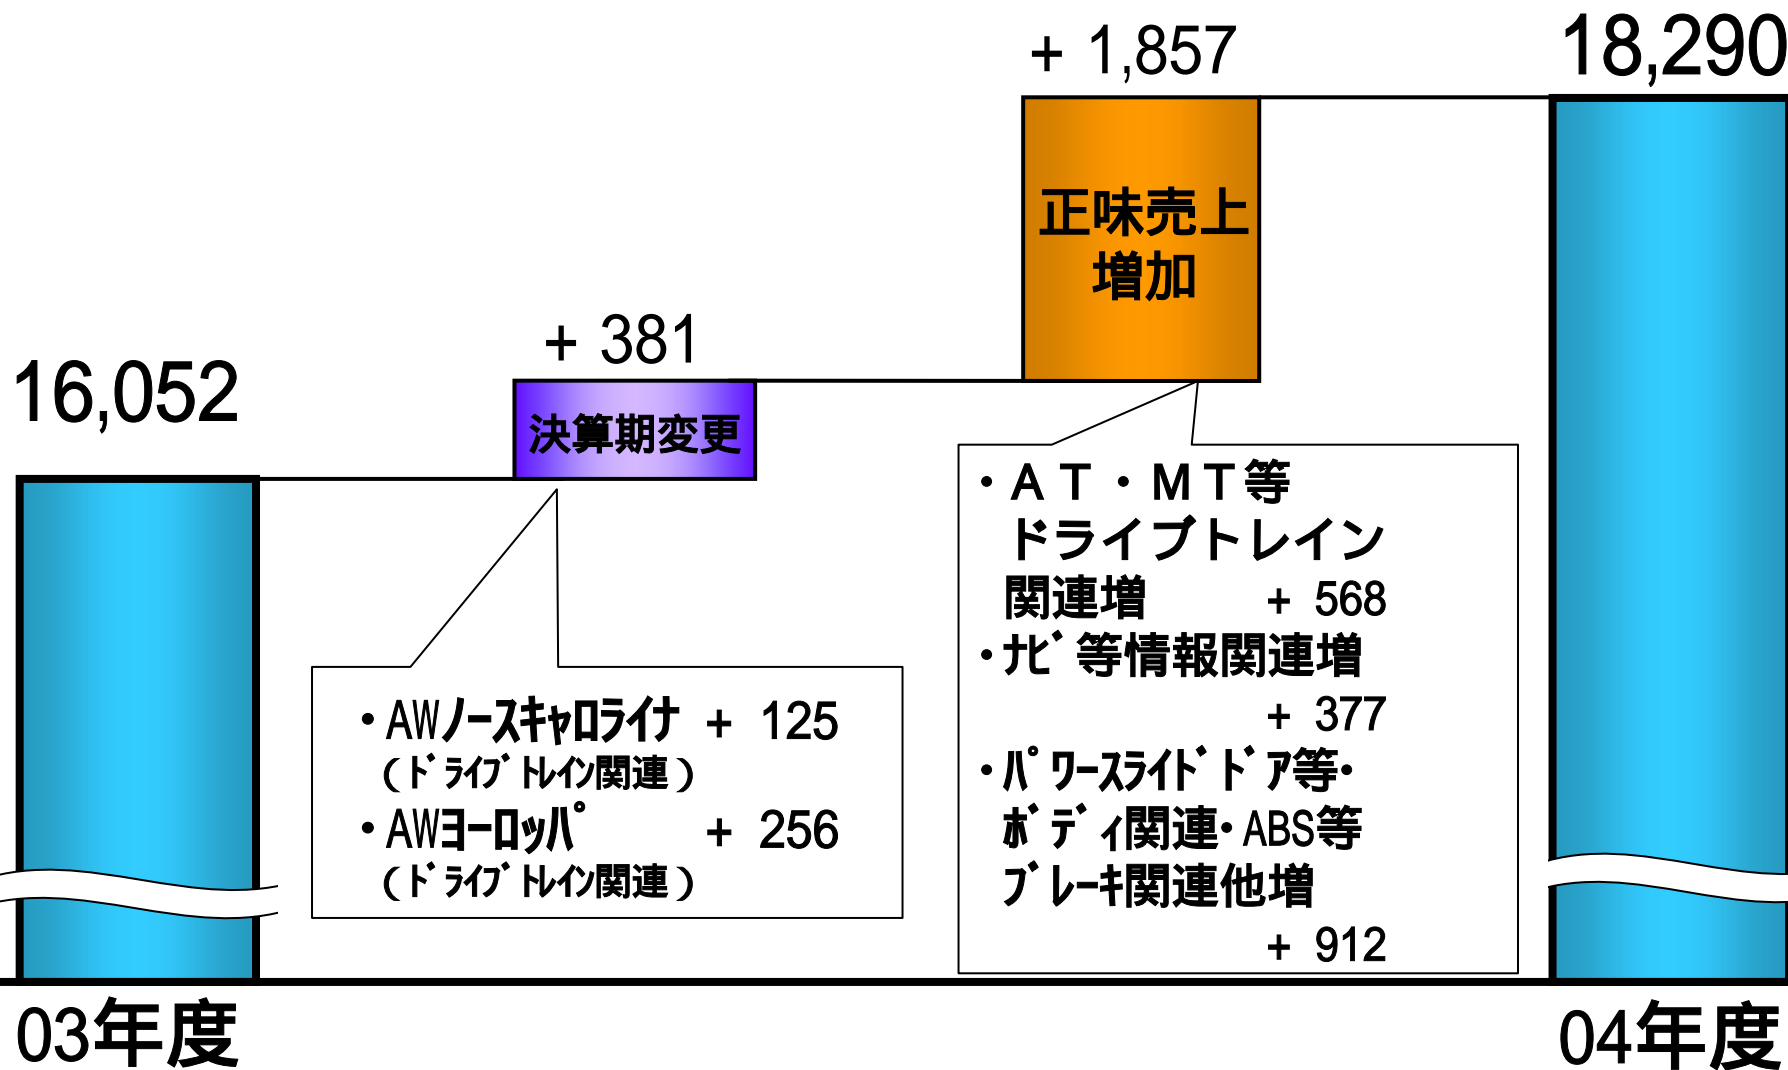 16,052
03年度
+ 381
決算期変更
・AWノースキャロライナ + 125
（ドライブトレイン関連）
・AWヨーロッパ + 256
（ドライブトレイン関連）
+ 1,857
正味売上
増加
・ＡＴ・ＭＴ等
ドライブトレイン
関連増 + 568
・ナビ等情報関連増
+ 377
・パワースライドドア等・
ボディ関連・ABS等
ブレーキ関連他増
+ 912
18,290
04年度